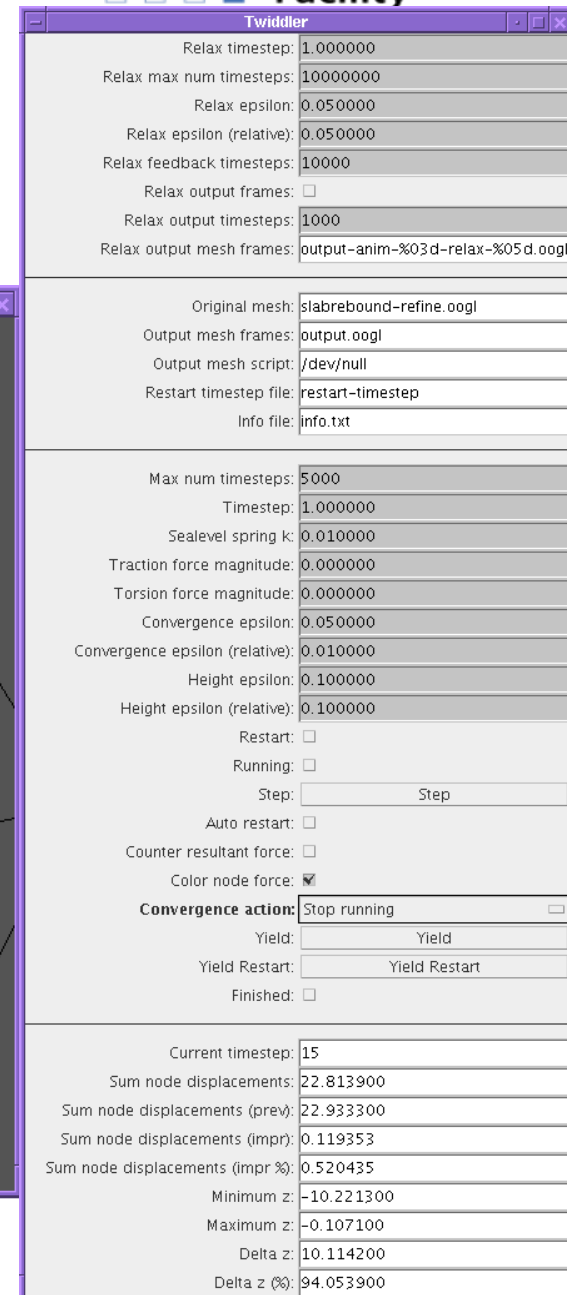 Facility
Twiddler
Relax timestep: 1.000000
Relax max num timesteps: 10000000
Relax epsilon: 0.050000
Relax epsilon (relative): 0.050000
Relax feedback timesteps: 10000
Relax output frames:
Relax output timesteps: 1000
Relax output mesh frames: output-anim-%03d-relax-%05d.oogl
Original mesh: slabrebound-refine.oogl
Output mesh frames: output.oogl
Output mesh script: /dev/null
Restart timestep file: restart-timestep
Info file: info.txt
Max num timesteps: 5000
Timestep: 1.000000
Sealevel spring k: 0.010000
Traction force magnitude: 0.000000
Torsion force magnitude: 0.000000
Convergence epsilon: 0.050000
Convergence epsilon (relative): 0.010000
Height epsilon: 0.100000
Height epsilon (relative): 0.100000
Restart:
Running:
Step: Step
Auto restart:
Counter resultant force:
Color node force:
Convergence action: Stop running
Yield: Yield
Yield Restart: Yield Restart
Finished:
Current timestep: 15
Sum node displacements: 22.813900
Sum node displacements (prev): 22.933300
Sum node displacements (impr): 0.119353
Sum node displacements (impr %): 0.520435
Minimum z: -10.221300
Maximum z: -0.107100
Delta z: 10.114200
Delta z (%): 94.053900